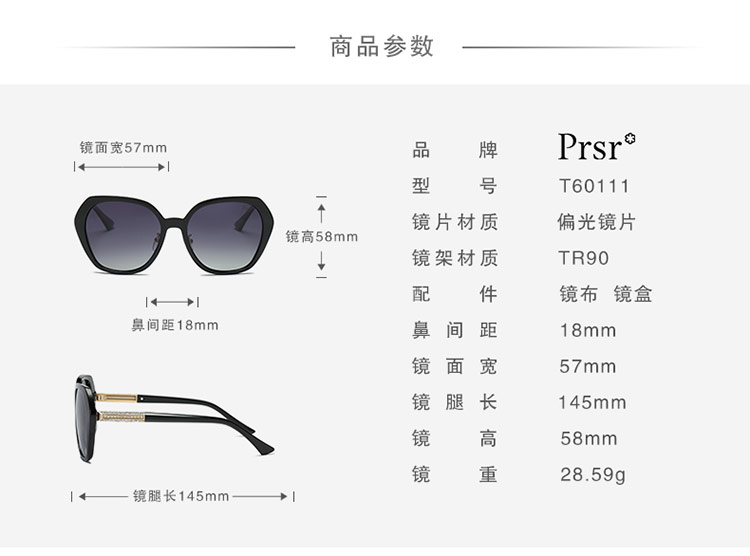 商品参数
镜面宽57mm
镜高58mm
鼻间距18mm
镜腿长145mm
品牌 Prsr
型号 T60111
镜片材质 偏光镜片
镜架材质 TR90
配件 镜布 镜盒
鼻间距 18mm
镜面宽 57mm
镜腿长 145mm
镜高 58mm
镜重 28.59g